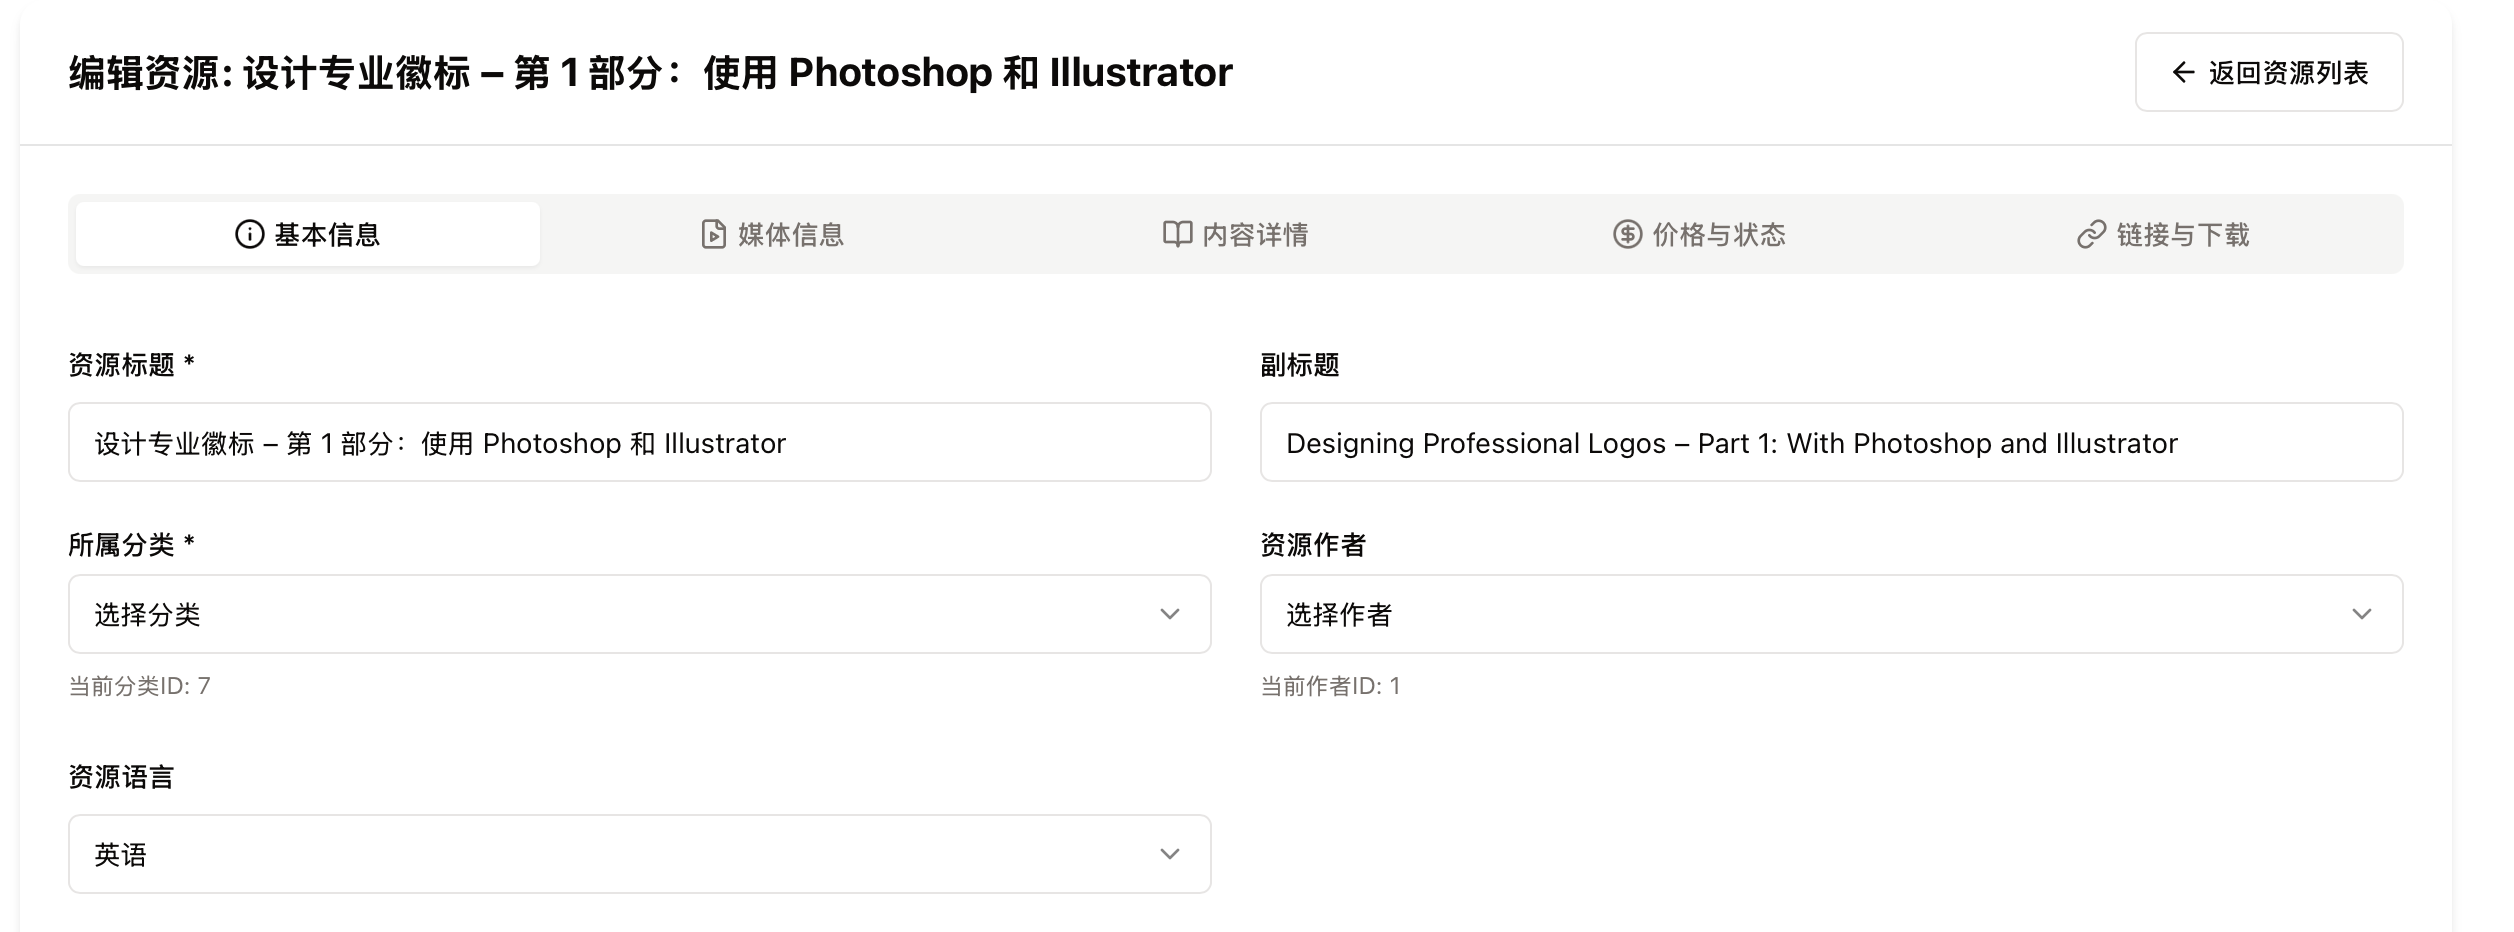 编辑资源: 设计专业徽标 – 第 1 部分：使用 Photoshop 和 Illustrator
返回资源列表
基本信息
媒体信息
内容详情
价格与状态
链接与下载
资源标题 *
副标题
设计专业徽标 – 第 1 部分：使用 Photoshop 和 Illustrator
Designing Professional Logos – Part 1: With Photoshop and Illustrator
所属分类 *
资源作者
选择分类
选择作者
当前分类ID: 7
当前作者ID: 1
资源语言
英语